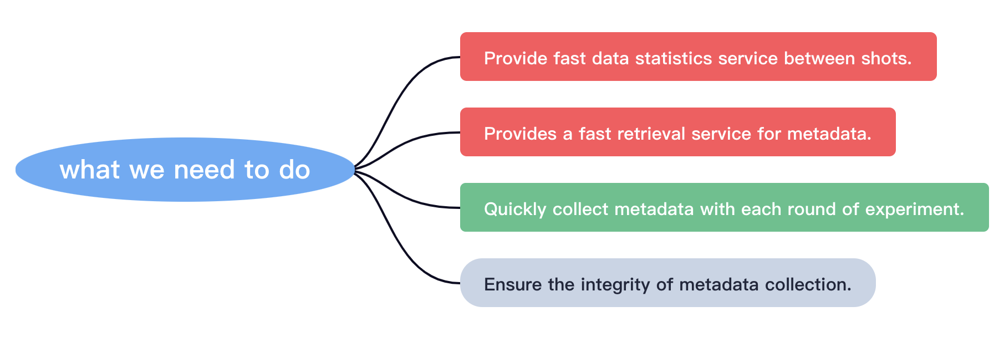 what we need to do
Provide fast data statistics service between shots.
Provides a fast retrieval service for metadata.
Quickly collect metadata with each round of experiment.
Ensure the integrity of metadata collection.